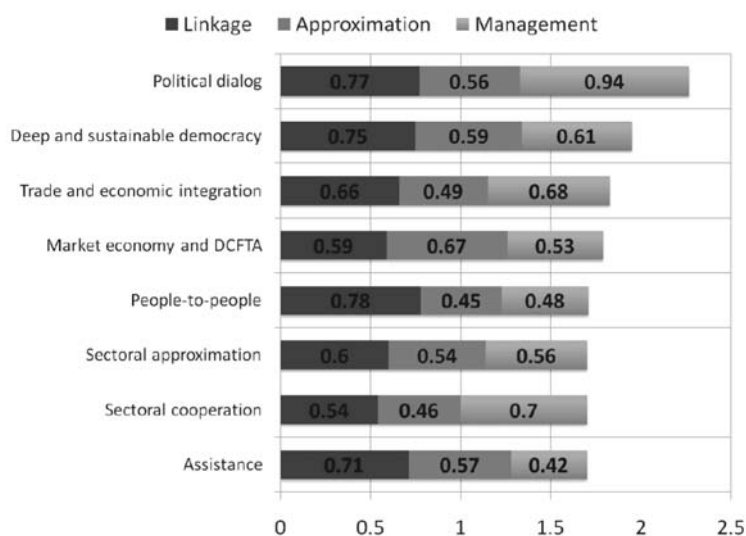 Linkage Approximation Management
Political dialog 0.77 0.56 0.94
Deep and sustainable democracy 0.75 0.59 0.61
Trade and economic integration 0.66 0.49 0.68
Market economy and DCFTA 0.59 0.67 0.53
People-to-people 0.78 0.45 0.48
Sectoral approximation 0.6 0.54 0.56
Sectoral cooperation 0.54 0.46 0.7
Assistance 0.71 0.57 0.42
0 0.5 1 1.5 2 2.5